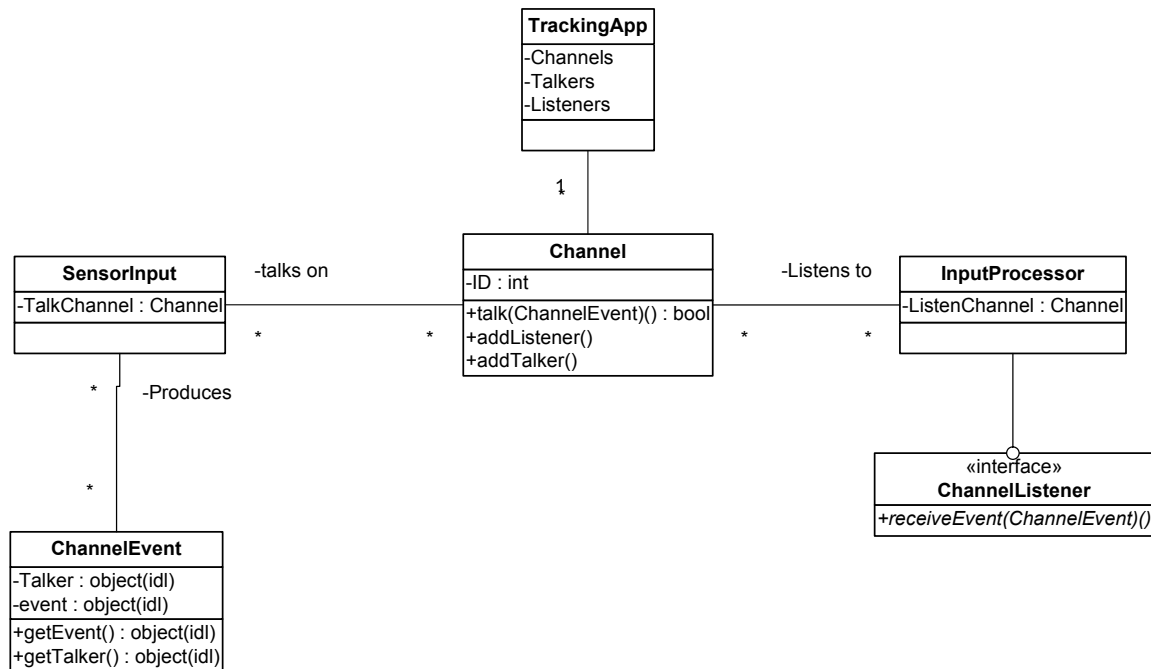 TrackingApp
-Channels
-Talkers
-Listeners
1
*
Channel
-ID : int
+talk(ChannelEvent)() : bool
+addListener()
+addTalker()
-talks on
*
*
-Listens to
*
*
SensorInput
-TalkChannel : Channel
InputProcessor
-ListenChannel : Channel
*
-Produces
*
«interface»
ChannelListener
+receiveEvent(ChannelEvent)()
ChannelEvent
-Talker : object(idl)
-event : object(idl)
+getEvent() : object(idl)
+getTalker() : object(idl)